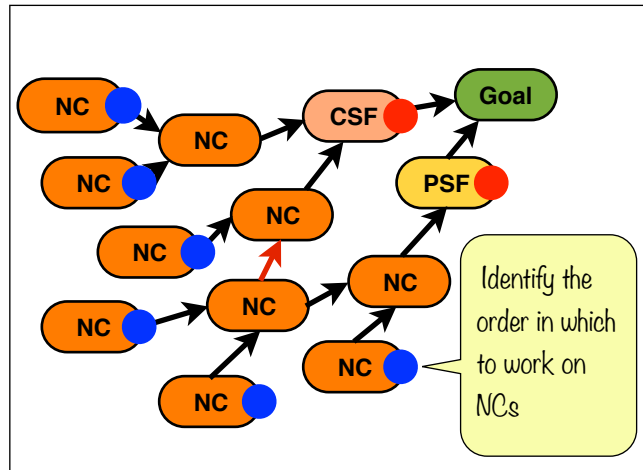 NC
NC
CSF
Goal
NC
PSF
NC
NC
NC
NC
NC
NC
NC
Identify the
order in which
to work on
NCs